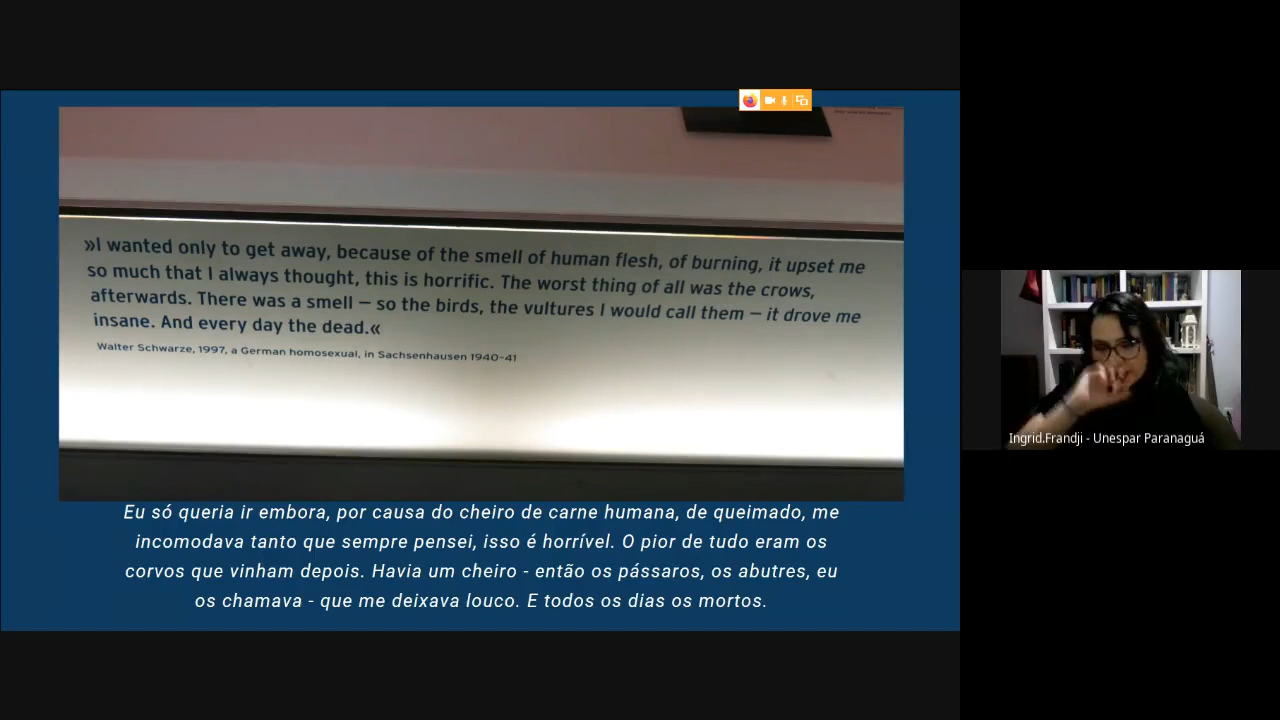 »I wanted only to get away, because of the smell of human flesh, of burning, it upset me
so much that I always thought, this is horrific. The worst thing of all was the crows,
afterwards. There was a smell — so the birds, the vultures I would call them — it drove me
insane. And every day the dead.«
Walter Schwarze, 1997, a German homosexual, in Sachsenhausen 1940–41
Eu só queria ir embora, por causa do cheiro de carne humana, de queimado, me
incomodava tanto que sempre pensei, isso é horrível. O pior de tudo eram os
corvos que vinham depois. Havia um cheiro - então os pássaros, os abutres, eu
os chamava - que me deixava louco. E todos os dias os mortos.
Ingrid.Frandji - Unespar Paranaguá